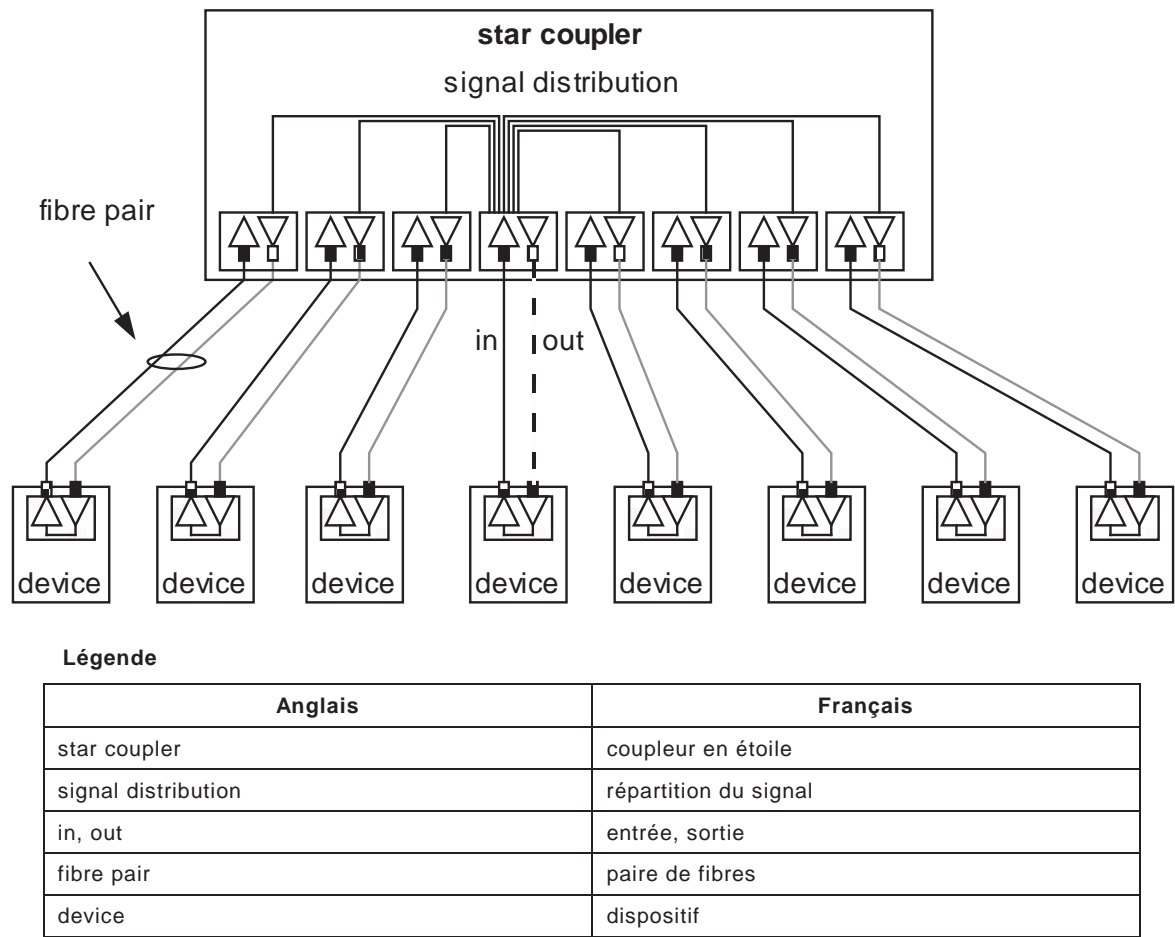 star coupler
signal distribution
fibre pair
in out
device device device device device device device device
Légende
Anglais Français
star coupler coupleur en étoile
signal distribution répartition du signal
in, out entrée, sortie
fibre pair paire de fibres
device dispositif